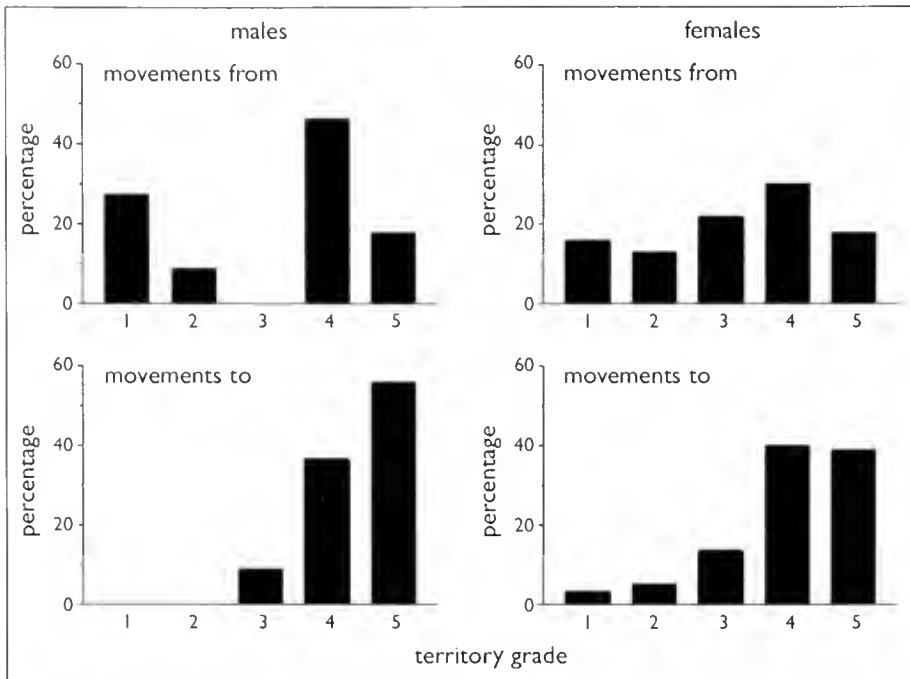 males
females
60
movements from
40
percentage
20
0
1 2 3 4 5
60
movements from
40
percentage
20
0
1 2 3 4 5
60
movements to
40
percentage
20
0
1 2 3 4 5
60
movements to
40
percentage
20
0
1 2 3 4 5
territory grade